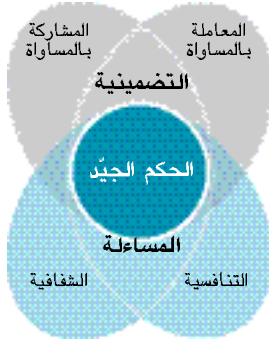 المعاملة
بالمساواة
المشاركة
بالمساواة
التضمينية
الحكم الجيّد
المساءلة
التنافسية
الشفافية